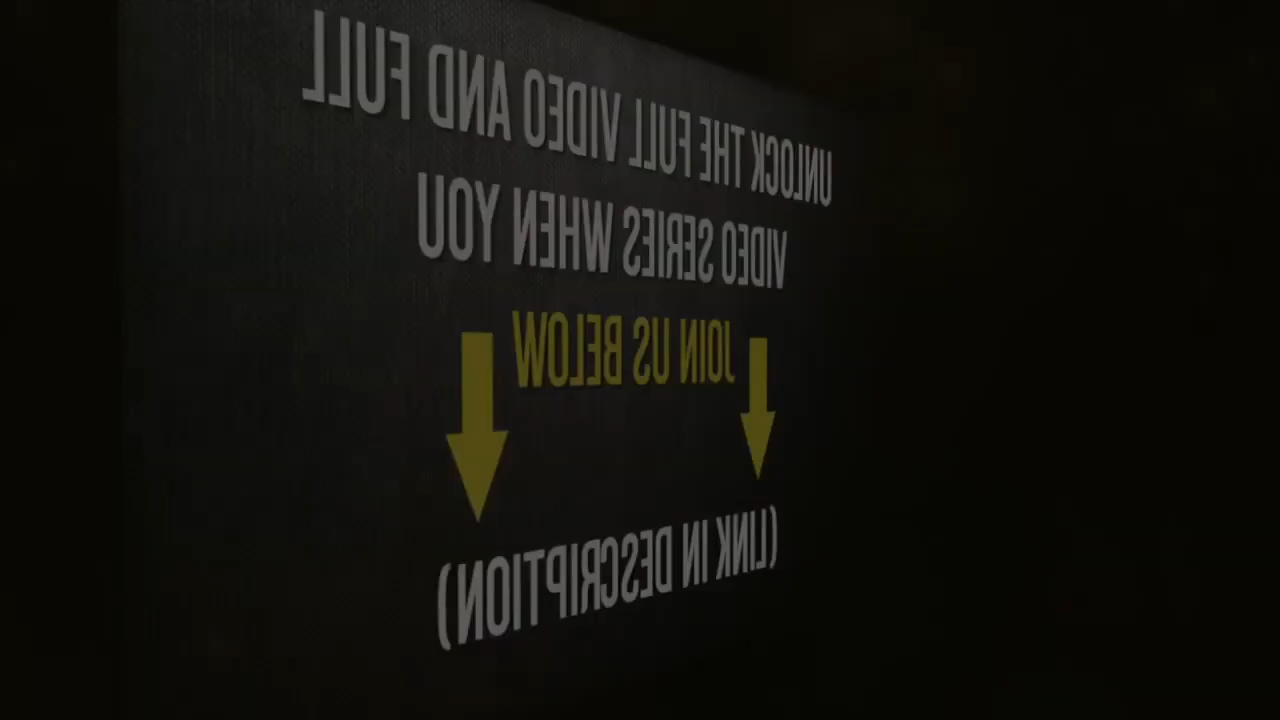 UNLOCK THE FULL VIDEO AND FULL
VIDEO SERIES WHEN YOU
JOIN US BELOW
(LINK IN DESCRIPTION)